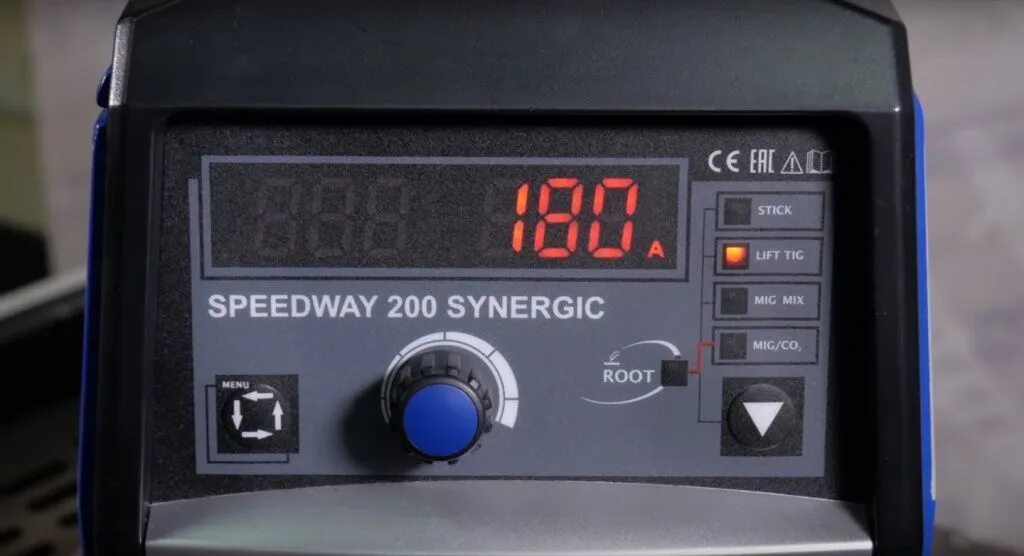 CE EAC
180 A
STICK
LIFT TIG
MIG MIX
MIG/CO₂
SPEEDWAY 200 SYNERGIC
ROOT
MENU